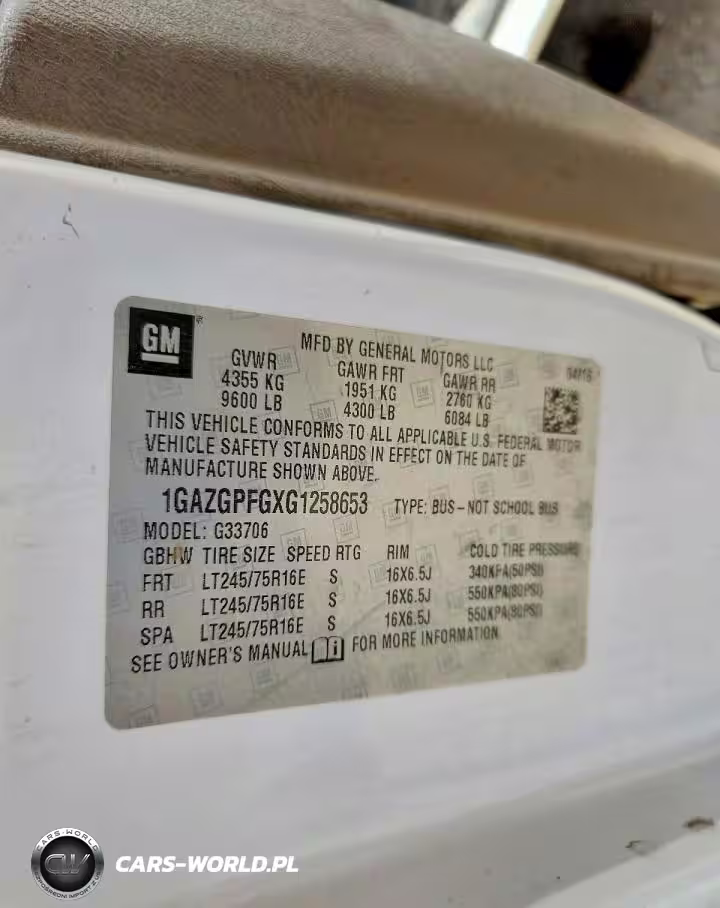 GM
MFD BY GENERAL MOTORS LLC
04/16
GVWR GAWR FRT GAWR RR
4355 KG 1951 KG 2760 KG
9600 LB 4300 LB 6084 LB
THIS VEHICLE CONFORMS TO ALL APPLICABLE U.S. FEDERAL MOTOR
VEHICLE SAFETY STANDARDS IN EFFECT ON THE DATE OF
MANUFACTURE SHOWN ABOVE.
1GAZGPFGXG1258653 TYPE: BUS-NOT SCHOOL BUS
MODEL: G33706
GBHW TIRE SIZE SPEED RTG RIM COLD TIRE PRESSURE
FRT LT245/75R16E S 16X6.5J 340KPA(50PSI)
RR LT245/75R16E S 16X6.5J 550KPA(80PSI)
SPA LT245/75R16E S 16X6.5J 550KPA(80PSI)
SEE OWNER'S MANUAL FOR MORE INFORMATION
CARS-WORLD
CARS-WORLD.PL